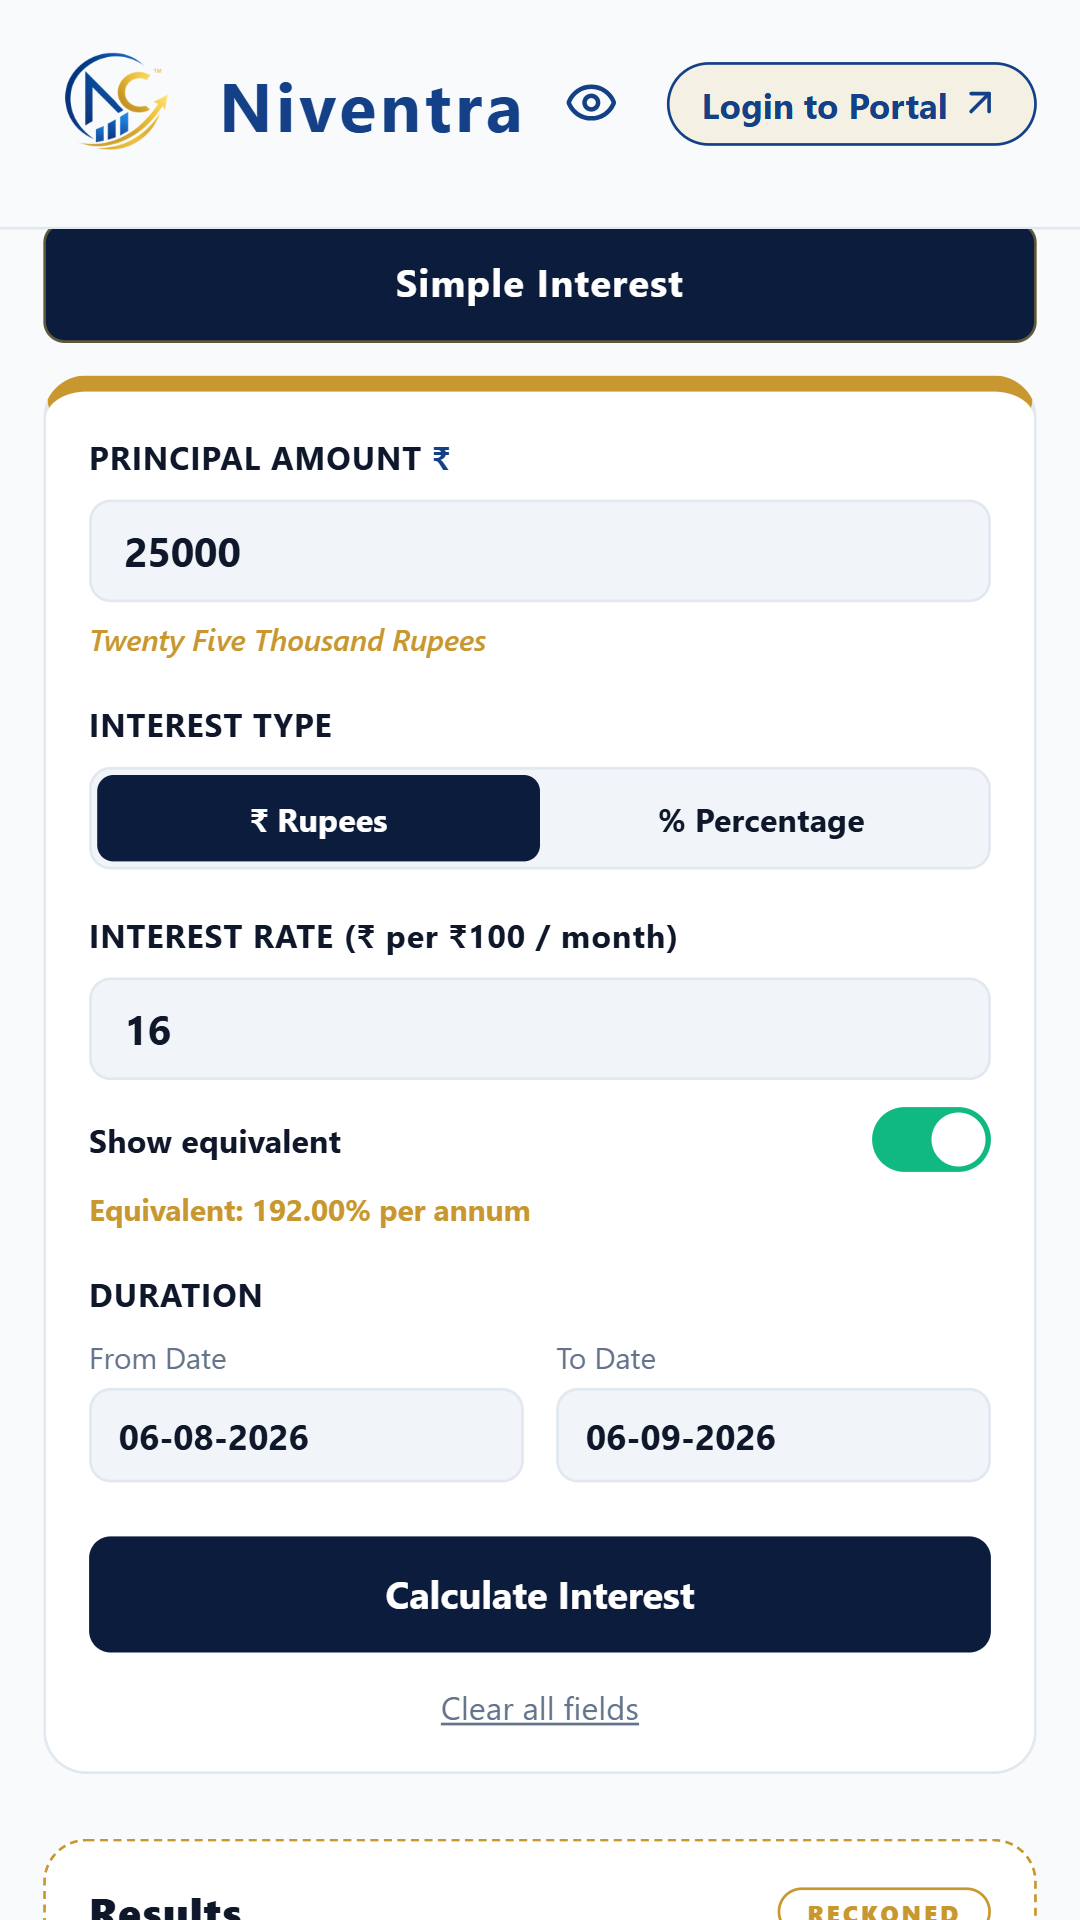 NC™
Niventra
Login to Portal
Simple Interest
PRINCIPAL AMOUNT ₹
25000
Twenty Five Thousand Rupees
INTEREST TYPE
₹ Rupees
% Percentage
INTEREST RATE (₹ per ₹100 / month)
16
Show equivalent
Equivalent: 192.00% per annum
DURATION
From Date
To Date
06-08-2026
06-09-2026
Calculate Interest
Clear all fields
Results
RECKONED